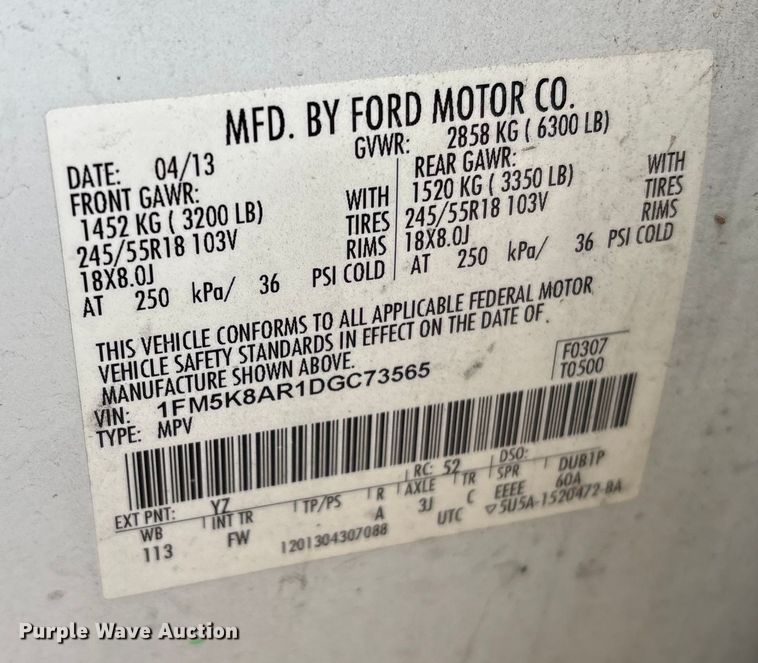 MFD. BY FORD MOTOR CO.
DATE: 04/13
GVWR: 2858 KG ( 6300 LB)
FRONT GAWR:
1452 KG ( 3200 LB) WITH
245/55R18 103V TIRES
18X8.0J RIMS
AT 250 kPa/ 36 PSI COLD
REAR GAWR:
1520 KG ( 3350 LB) WITH
245/55R18 103V TIRES
18X8.0J RIMS
AT 250 kPa/ 36 PSI COLD
THIS VEHICLE CONFORMS TO ALL APPLICABLE FEDERAL MOTOR
VEHICLE SAFETY STANDARDS IN EFFECT ON THE DATE OF
MANUFACTURE SHOWN ABOVE.
VIN: 1FM5K8AR1DGC73565
TYPE: MPV
F0307
T0500
EXT PNT: YZ RC: 52 DSO:
WB INT TR TP/PS R AXLE TR SPR DUB1P
113 FW A 3J C EEEE 60A
1201304307088 UTC ▽5U5A-1520472-BA
Purple Wave Auction